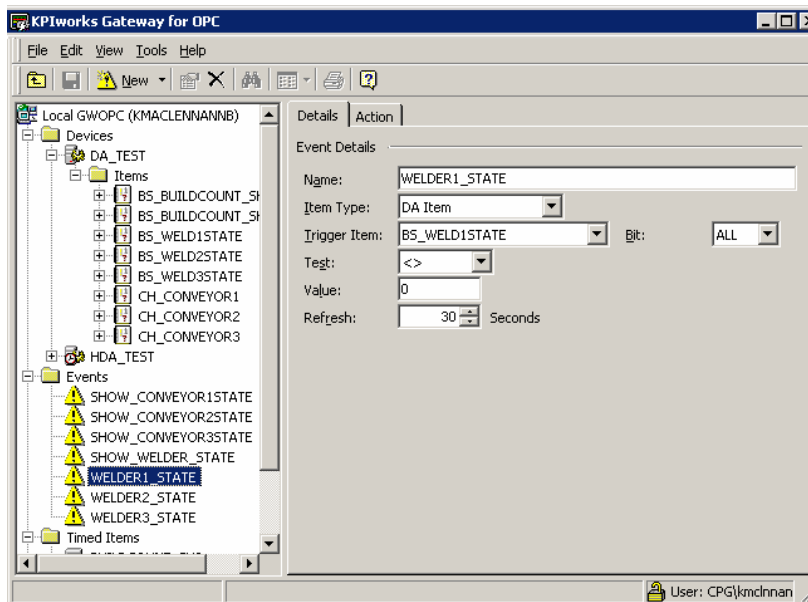 KPIworks Gateway for OPC
File Edit View Tools Help
New
Local GWOPC (KMACLENNANNB)
Devices
DA_TEST
Items
BS_BUILDCOUNT_SH
BS_BUILDCOUNT_SH
BS_WELD1STATE
BS_WELD2STATE
BS_WELD3STATE
CH_CONVEYOR1
CH_CONVEYOR2
CH_CONVEYOR3
HDA_TEST
Events
SHOW_CONVEYOR1STATE
SHOW_CONVEYOR2STATE
SHOW_CONVEYOR3STATE
SHOW_WELDER_STATE
WELDER1_STATE
WELDER2_STATE
WELDER3_STATE
Timed Items
Details Action
Event Details
Name: WELDER1_STATE
Item Type: DA Item
Trigger Item: BS_WELD1STATE Bit: ALL
Test: <>
Value: 0
Refresh: 30 Seconds
User: CPG\kmclnnan